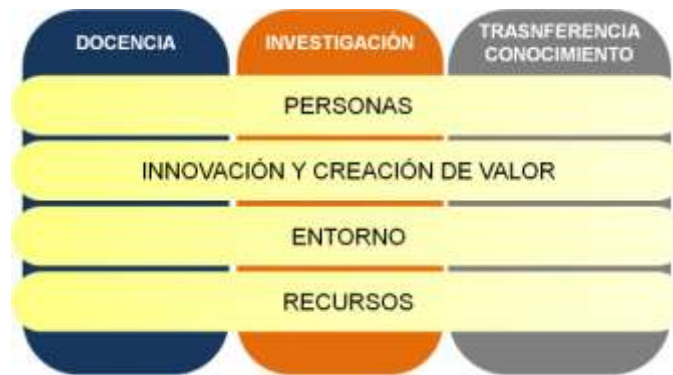 DOCENCIA
INVESTIGACIÓN
TRASNFERENCIA
CONOCIMIENTO
PERSONAS
INNOVACIÓN Y CREACIÓN DE VALOR
ENTORNO
RECURSOS